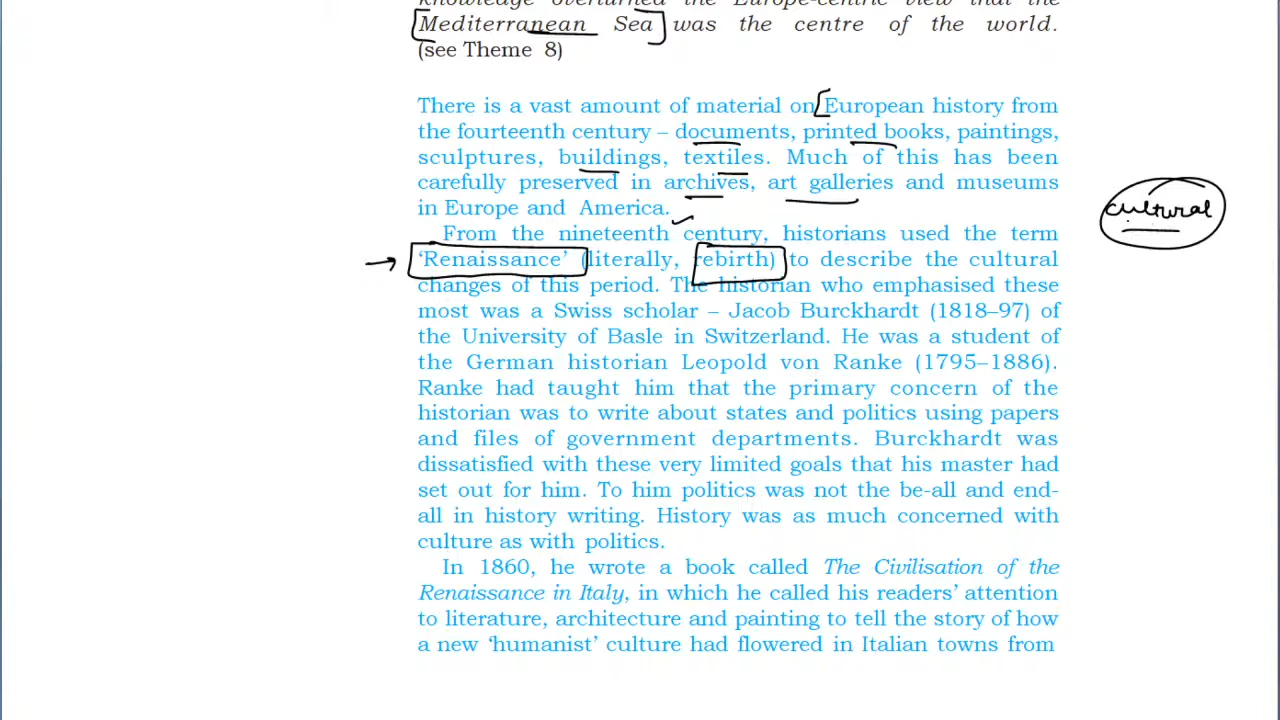 knowledge overturned the Europe-centric view that the
Mediterranean Sea was the centre of the world.
(see Theme 8)
There is a vast amount of material on European history from
the fourteenth century – documents, printed books, paintings,
sculptures, buildings, textiles. Much of this has been
carefully preserved in archives, art galleries and museums
in Europe and America.
cultural
From the nineteenth century, historians used the term
‘Renaissance’ (literally, rebirth) to describe the cultural
changes of this period. The historian who emphasised these
most was a Swiss scholar – Jacob Burckhardt (1818–97) of
the University of Basle in Switzerland. He was a student of
the German historian Leopold von Ranke (1795–1886).
Ranke had taught him that the primary concern of the
historian was to write about states and politics using papers
and files of government departments. Burckhardt was
dissatisfied with these very limited goals that his master had
set out for him. To him politics was not the be-all and end-
all in history writing. History was as much concerned with
culture as with politics.
In 1860, he wrote a book called The Civilisation of the
Renaissance in Italy, in which he called his readers’ attention
to literature, architecture and painting to tell the story of how
a new ‘humanist’ culture had flowered in Italian towns from